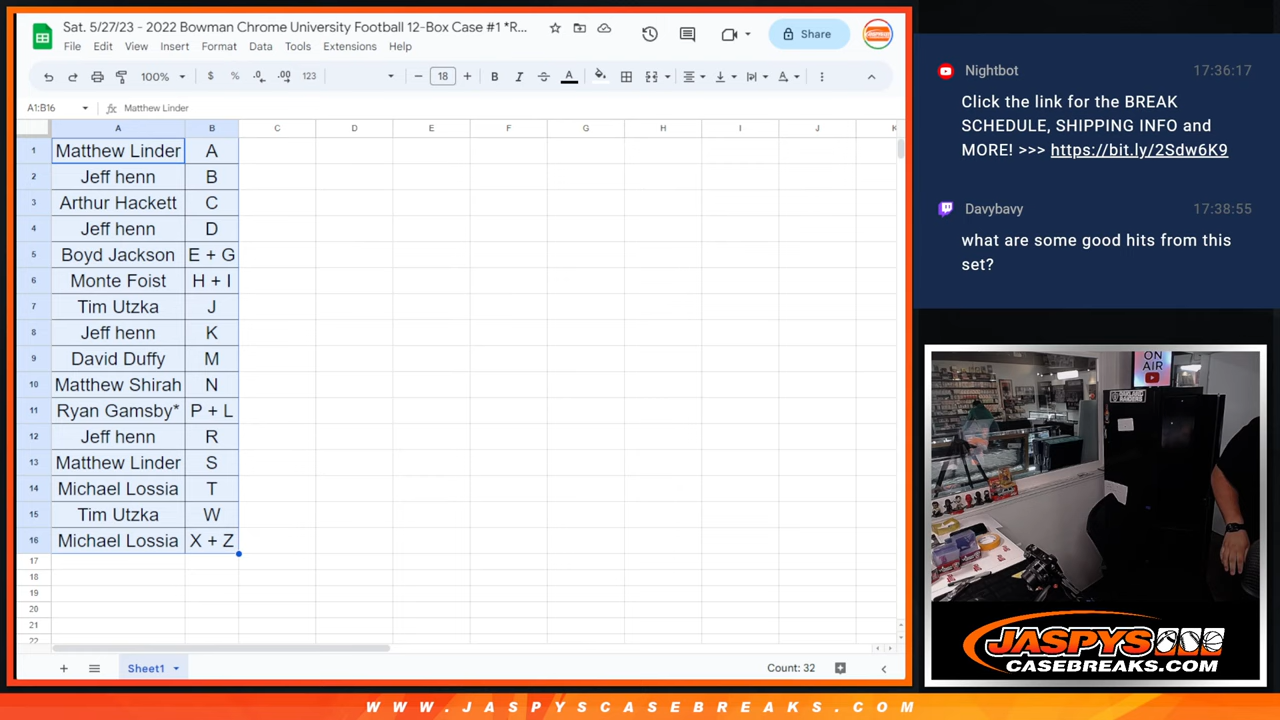 Sat. 5/27/23 - 2022 Bowman Chrome University Football 12-Box Case #1 *R...
File Edit View Insert Format Data Tools Extensions Help
Share
100% $ % .0 .00 123 18 B I A
A1:B16 fx Matthew Linder
A B C D E F G H I J K
1 Matthew Linder A
2 Jeff henn B
3 Arthur Hackett C
4 Jeff henn D
5 Boyd Jackson E + G
6 Monte Foist H + I
7 Tim Utzka J
8 Jeff henn K
9 David Duffy M
10 Matthew Shirah N
11 Ryan Gamsby* P + L
12 Jeff henn R
13 Matthew Linder S
14 Michael Lossia T
15 Tim Utzka W
16 Michael Lossia X + Z
17
18
19
20
21
22
Sheet1
Count: 32
Nightbot 17:36:17
Click the link for the BREAK
SCHEDULE, SHIPPING INFO and
MORE! >>> https://bit.ly/2Sdw6K9
Davybavy 17:38:55
what are some good hits from this
set?
ON
AIR
JASPYS
CASEBREAKS.COM
WWW.JASPYSCASEBREAKS.COM